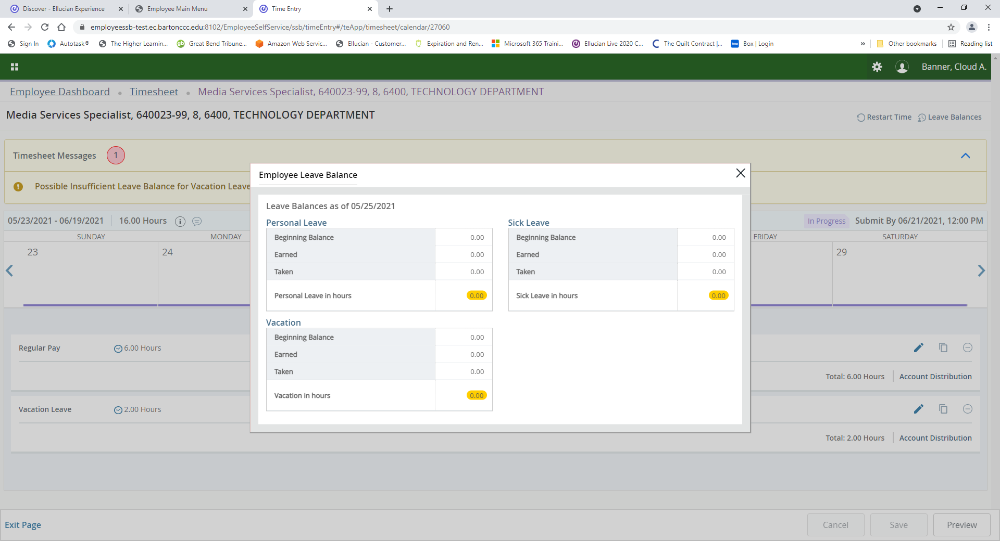 Discover - Ellucian Experience
Employee Main Menu
Time Entry
employeessb-test.ec.bartonccc.edu:8102/EmployeeSelfService/ssb/timeEntry#/teApp/timesheet/calendar/27060
Sign In
Autotask®
The Higher Learnin...
gb
Great Bend Tribune...
Amazon Web Servic...
Ellucian - Customer...
Expiration and Ren...
Microsoft 365 Traini...
Ellucian Live 2020 C...
The Quilt Contract |...
box
Box | Login
»
Other bookmarks
Reading list
Banner, Cloud A.
Employee Dashboard • Timesheet • Media Services Specialist, 640023-99, 8, 6400, TECHNOLOGY DEPARTMENT
Media Services Specialist, 640023-99, 8, 6400, TECHNOLOGY DEPARTMENT
Restart Time
Leave Balances
Timesheet Messages 1
Possible Insufficient Leave Balance for Vacation Leave
05/23/2021 - 06/19/2021
16.00 Hours
In Progress
Submit By 06/21/2021, 12:00 PM
SUNDAY
MONDAY
FRIDAY
SATURDAY
23
24
29
Employee Leave Balance
Leave Balances as of 05/25/2021
Personal Leave
Beginning Balance 0.00
Earned 0.00
Taken 0.00
Personal Leave in hours 0.00
Sick Leave
Beginning Balance 0.00
Earned 0.00
Taken 0.00
Sick Leave in hours 0.00
Vacation
Beginning Balance 0.00
Earned 0.00
Taken 0.00
Vacation in hours 0.00
Regular Pay
6.00 Hours
Total: 6.00 Hours
Account Distribution
Vacation Leave
2.00 Hours
Total: 2.00 Hours
Account Distribution
Exit Page
Cancel
Save
Preview